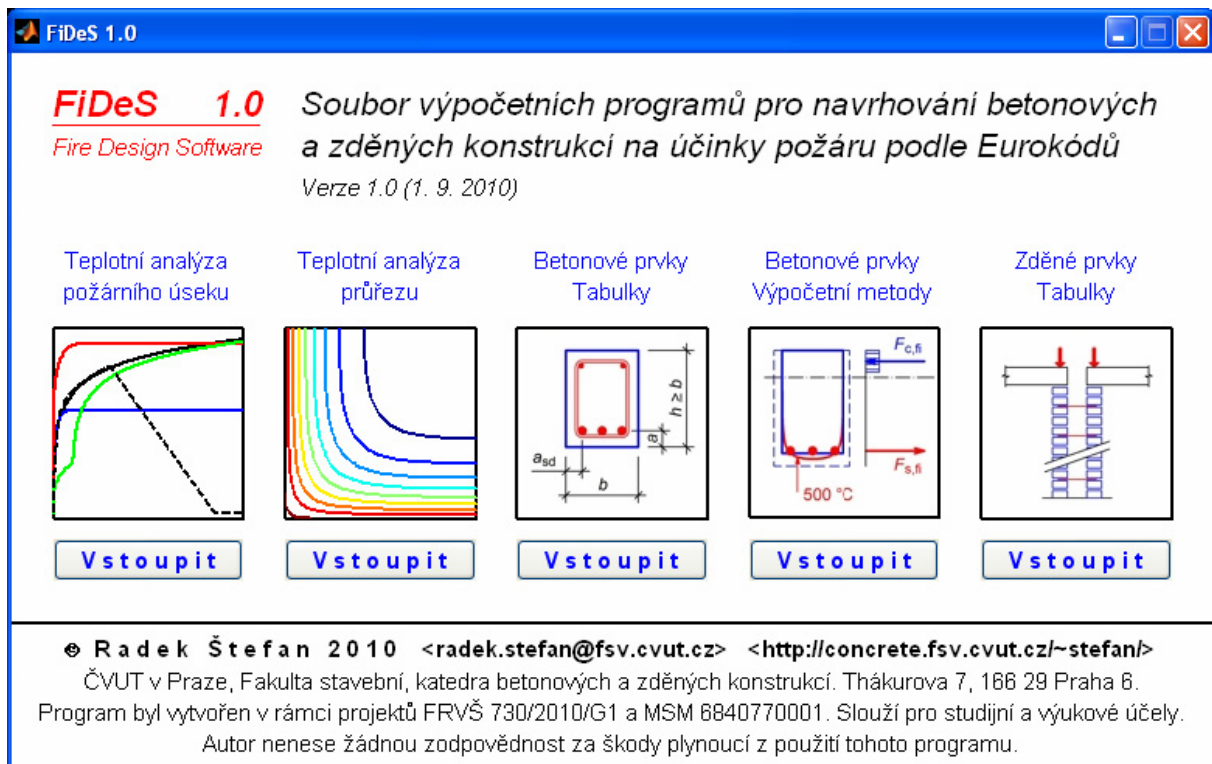 FiDeS 1.0
FiDeS 1.0
Fire Design Software
Soubor výpočetních programů pro navrhování betonových
a zděných konstrukcí na účinky požáru podle Eurokódů
Verze 1.0 (1. 9. 2010)
Teplotní analýza
požárního úseku
Teplotní analýza
průřezu
Betonové prvky
Tabulky
Betonové prvky
Výpočetní metody
Zděné prvky
Tabulky
a
h ≥ b
asd
b
Fc,fi
Fs,fi
500 °C
Vstoupit
Vstoupit
Vstoupit
Vstoupit
Vstoupit
Radek Štefan 2010 <radek.stefan@fsv.cvut.cz> <http://concrete.fsv.cvut.cz/~stefan/>
ČVUT v Praze, Fakulta stavební, katedra betonových a zděných konstrukcí. Thákurova 7, 166 29 Praha 6.
Program byl vytvořen v rámci projektů FRVŠ 730/2010/G1 a MSM 6840770001. Slouží pro studijní a výukové účely.
Autor nenese žádnou zodpovědnost za škody plynoucí z použití tohoto programu.